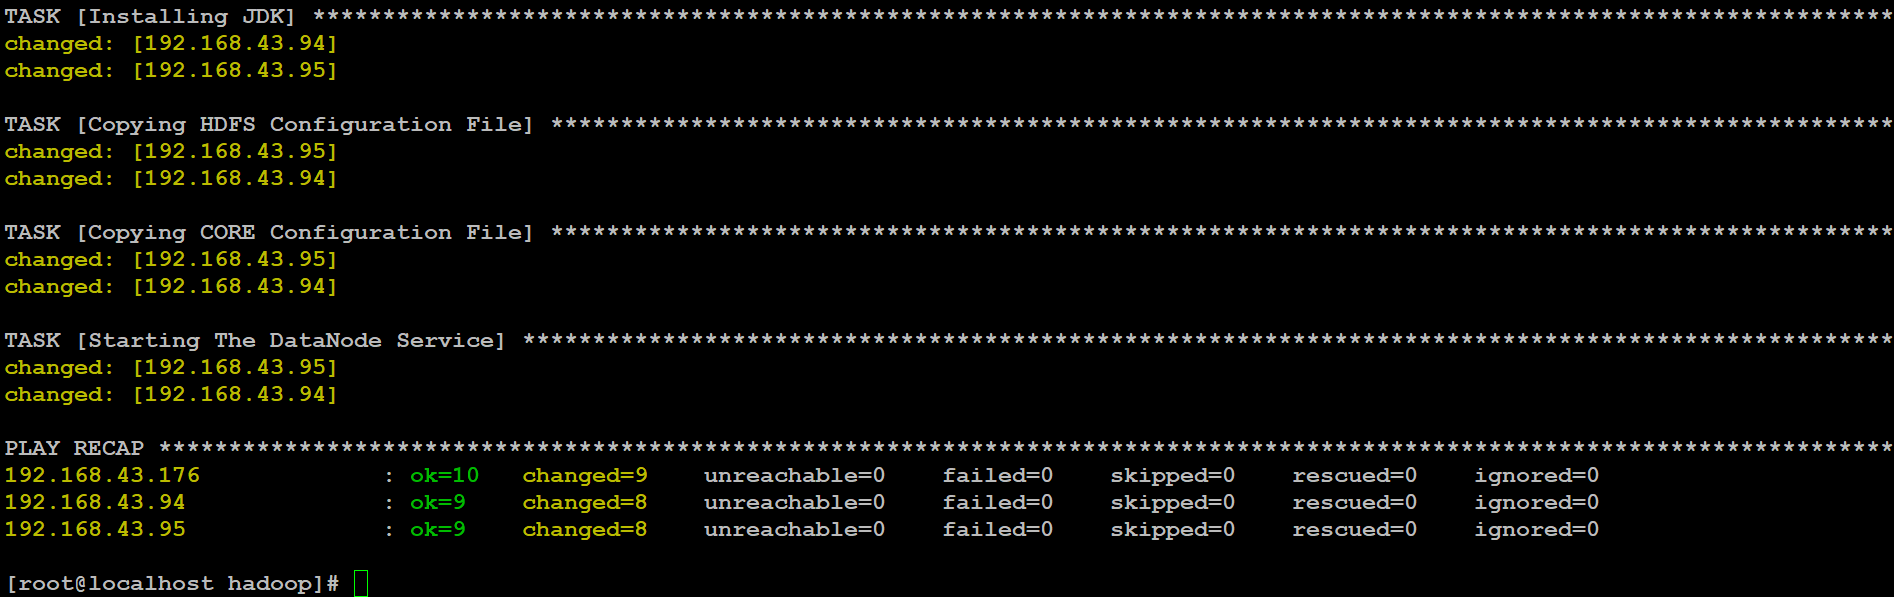 TASK [Installing JDK] *****************************************************************************************************************
changed: [192.168.43.94]
changed: [192.168.43.95]
TASK [Copying HDFS Configuration File] ************************************************************************************************
changed: [192.168.43.95]
changed: [192.168.43.94]
TASK [Copying CORE Configuration File] ************************************************************************************************
changed: [192.168.43.95]
changed: [192.168.43.94]
TASK [Starting The DataNode Service] **************************************************************************************************
changed: [192.168.43.95]
changed: [192.168.43.94]
PLAY RECAP ****************************************************************************************************************************
192.168.43.176             : ok=10   changed=9    unreachable=0    failed=0    skipped=0    rescued=0    ignored=0
192.168.43.94              : ok=9    changed=8    unreachable=0    failed=0    skipped=0    rescued=0    ignored=0
192.168.43.95              : ok=9    changed=8    unreachable=0    failed=0    skipped=0    rescued=0    ignored=0
[root@localhost hadoop]#